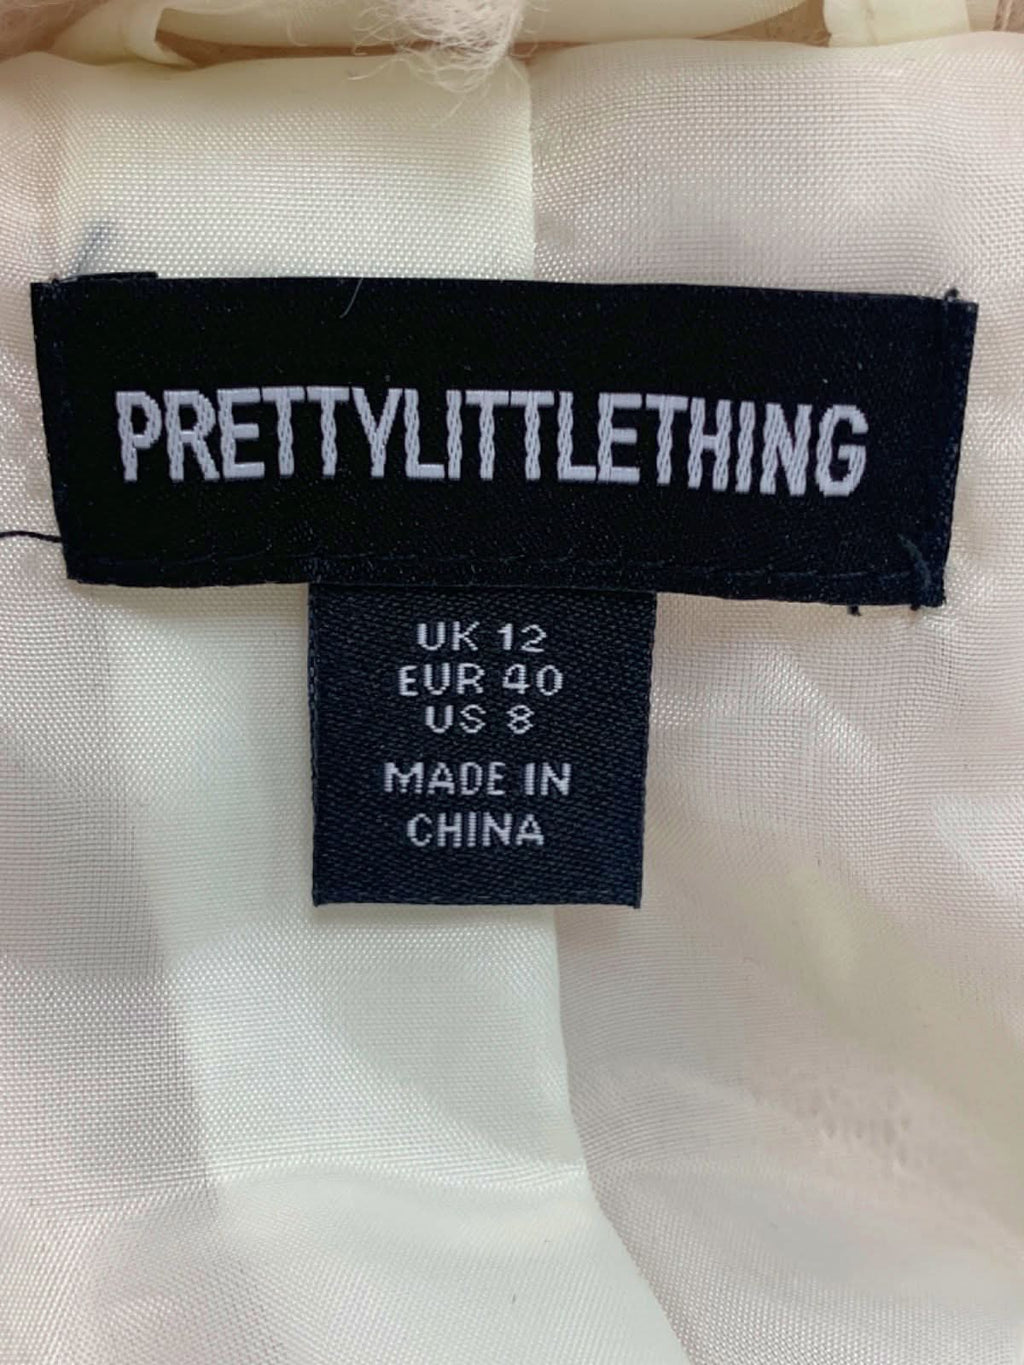 PRETTYLITTLETHING
UK 12
EUR 40
US 8
MADE IN
CHINA